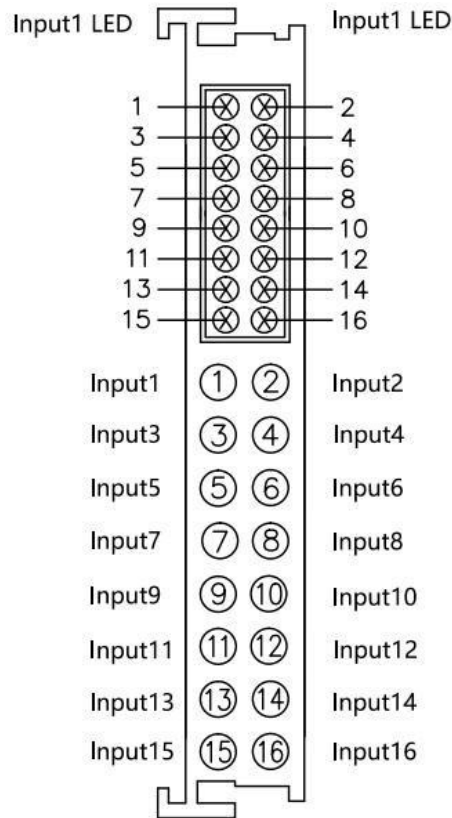 Input1 LED Input1 LED
1 2
3 4
5 6
7 8
9 10
11 12
13 14
15 16
Input1 1 2 Input2
Input3 3 4 Input4
Input5 5 6 Input6
Input7 7 8 Input8
Input9 9 10 Input10
Input11 11 12 Input12
Input13 13 14 Input14
Input15 15 16 Input16